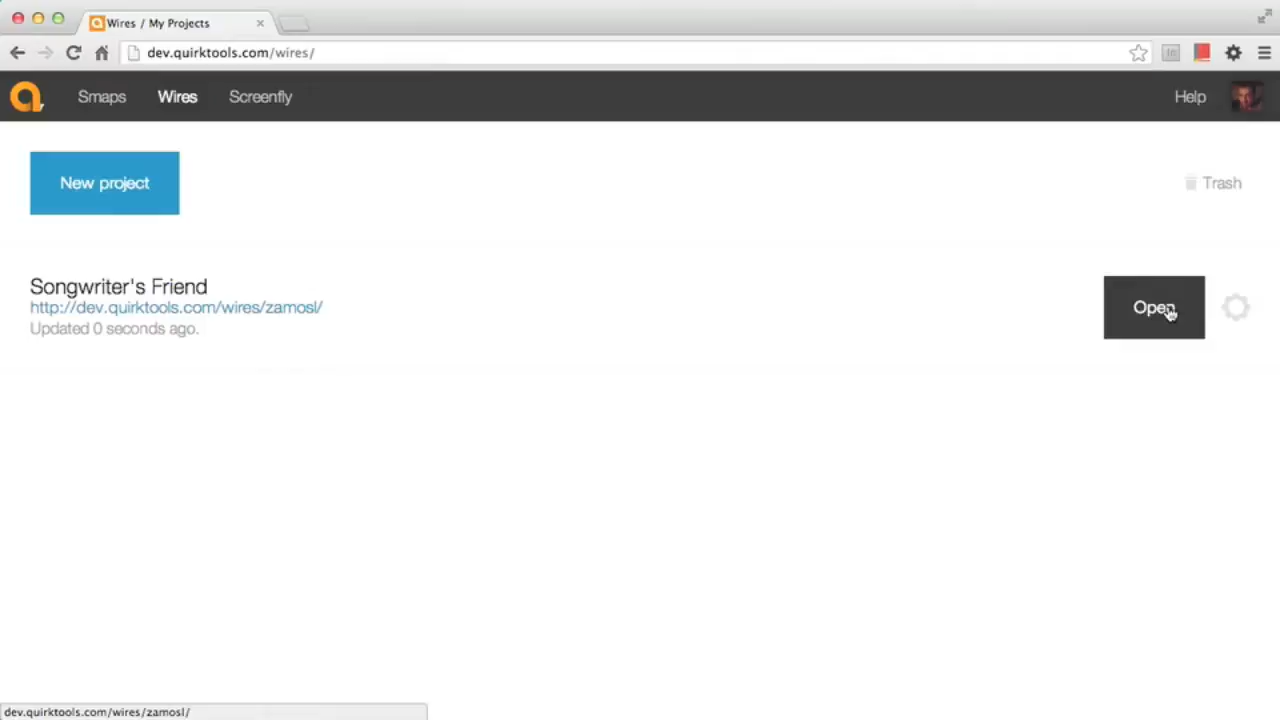 Wires / My Projects
dev.quirktools.com/wires/
Smaps Wires Screenfly Help
New project
Trash
Songwriter's Friend
http://dev.quirktools.com/wires/zamosl/
Open
Updated 0 seconds ago.
dev.quirktools.com/wires/zamosl/